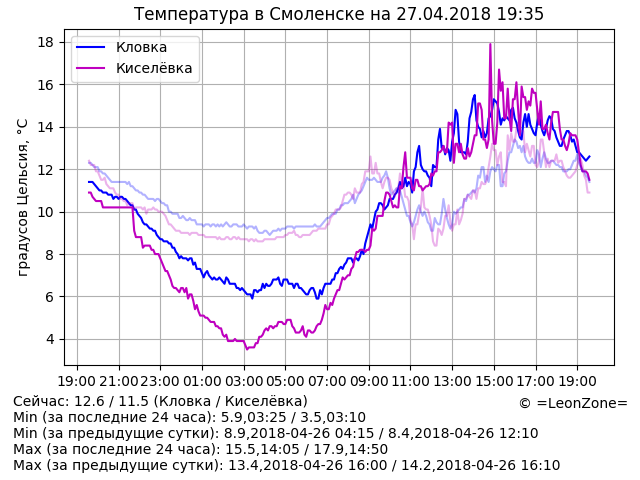 Температура в Смоленске на 27.04.2018 19:35
Кловка
Киселёвка
градусов Цельсия, °C
18
16
14
12
10
8
6
4
19:00 21:00 23:00 01:00 03:00 05:00 07:00 09:00 11:00 13:00 15:00 17:00 19:00
Сейчас: 12.6 / 11.5 (Кловка / Киселёвка)
© =LeonZone=
Min (за последние 24 часа): 5.9,03:25 / 3.5,03:10
Min (за предыдущие сутки): 8.9,2018-04-26 04:15 / 8.4,2018-04-26 12:10
Max (за последние 24 часа): 15.5,14:05 / 17.9,14:50
Max (за предыдущие сутки): 13.4,2018-04-26 16:00 / 14.2,2018-04-26 16:10